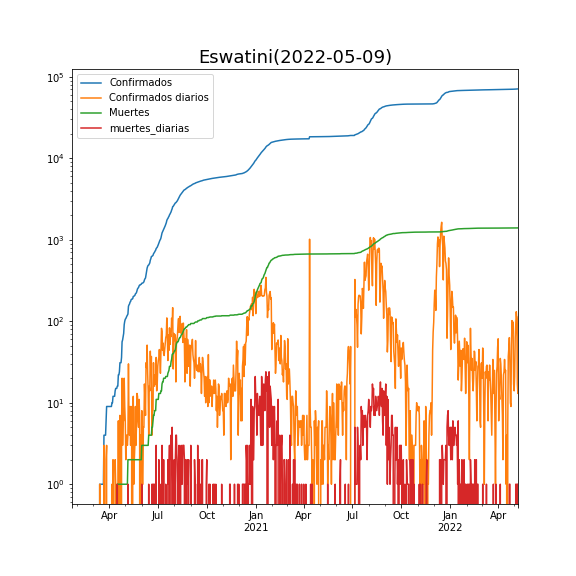 Eswatini(2022-05-09)
Confirmados
Confirmados diarios
Muertes
muertes_diarias
10^5
10^4
10^3
10^2
10^1
10^0
Apr Jul Oct Jan Apr Jul Oct Jan Apr
2021 2022